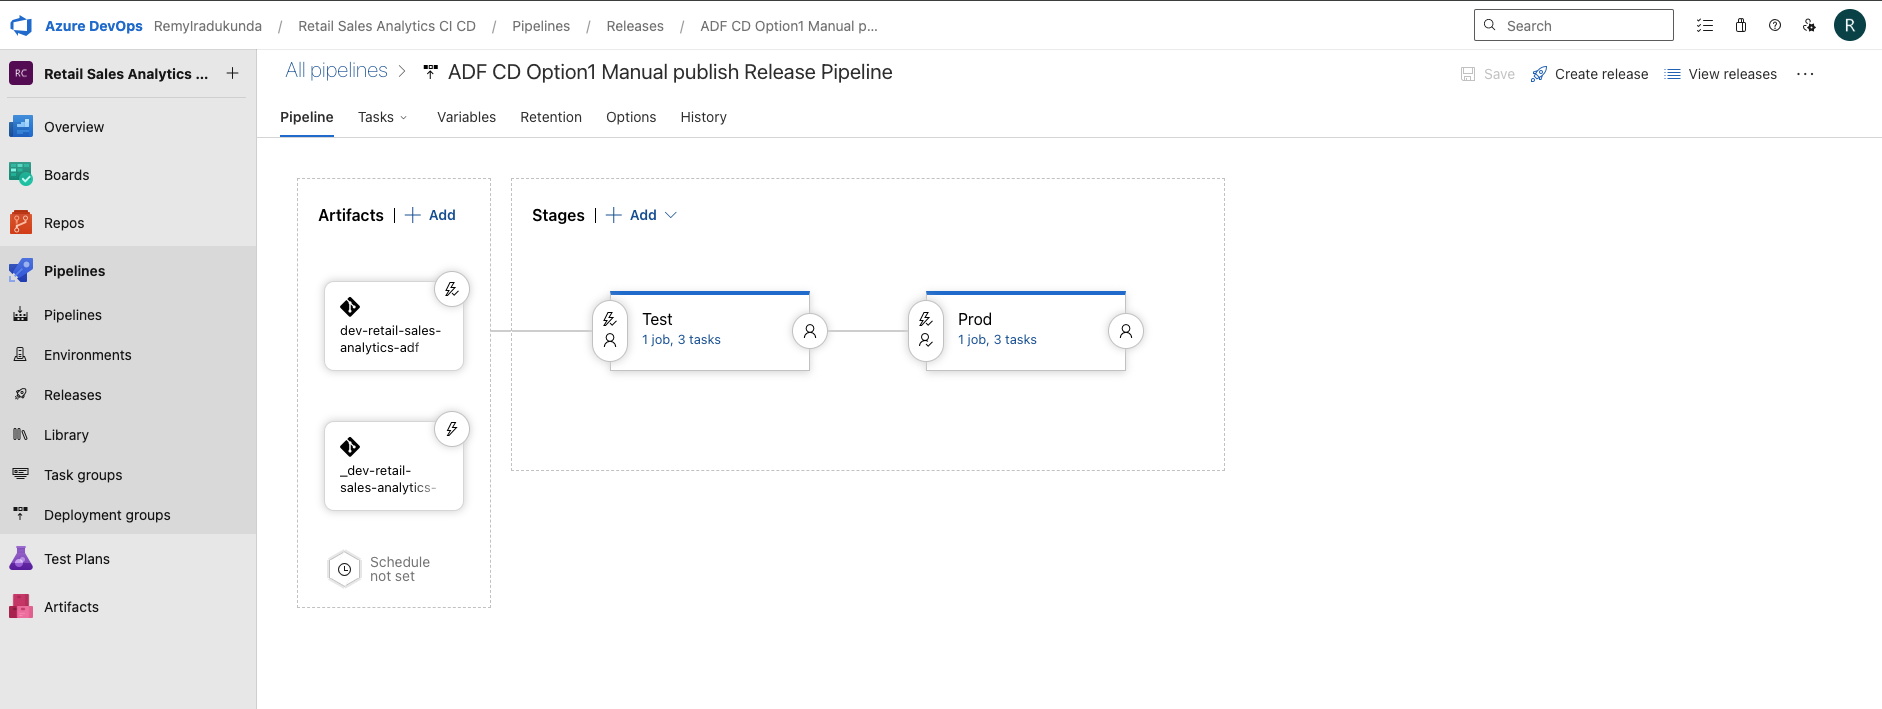 Azure DevOps RemyIradukunda / Retail Sales Analytics CI CD / Pipelines / Releases / ADF CD Option1 Manual p... Search R
RC Retail Sales Analytics ... +
All pipelines > ADF CD Option1 Manual publish Release Pipeline Save Create release View releases ...
Pipeline Tasks Variables Retention Options History
Overview
Boards
Repos
Pipelines
Pipelines
Environments
Releases
Library
Task groups
Deployment groups
Test Plans
Artifacts
Artifacts | + Add
dev-retail-sales-
analytics-adf
_dev-retail-
sales-analytics-
Schedule
not set
Stages | + Add
Test
1 job, 3 tasks
Prod
1 job, 3 tasks